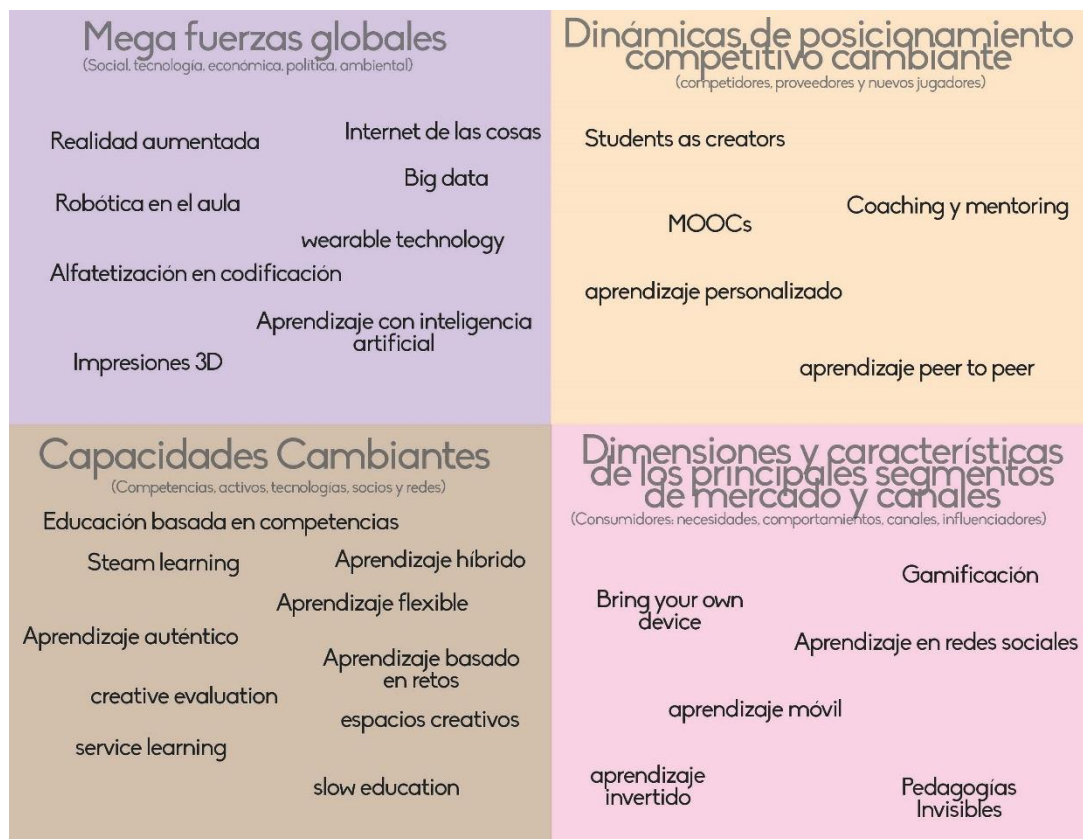 Mega fuerzas globales
(Social, tecnología, económica, política, ambiental)
Realidad aumentada
Internet de las cosas
Big data
Robótica en el aula
wearable technology
Alfatetización en codificación
Aprendizaje con inteligencia
artificial
Impresiones 3D
Dinámicas de posicionamiento
competitivo cambiante
(competidores, proveedores y nuevos jugadores)
Students as creators
Coaching y mentoring
MOOCs
aprendizaje personalizado
aprendizaje peer to peer
Capacidades Cambiantes
(Competencias, activos, tecnologías, socios y redes)
Educación basada en competencias
Steam learning
Aprendizaje híbrido
Aprendizaje flexible
Aprendizaje auténtico
Aprendizaje basado
en retos
creative evaluation
espacios creativos
service learning
slow education
Dimensiones y características
de los principales segmentos
de mercado y canales
(Consumidores: necesidades, comportamientos, canales, influenciadores)
Gamificación
Bring your own
device
Aprendizaje en redes sociales
aprendizaje móvil
aprendizaje
invertido
Pedagogías
Invisibles